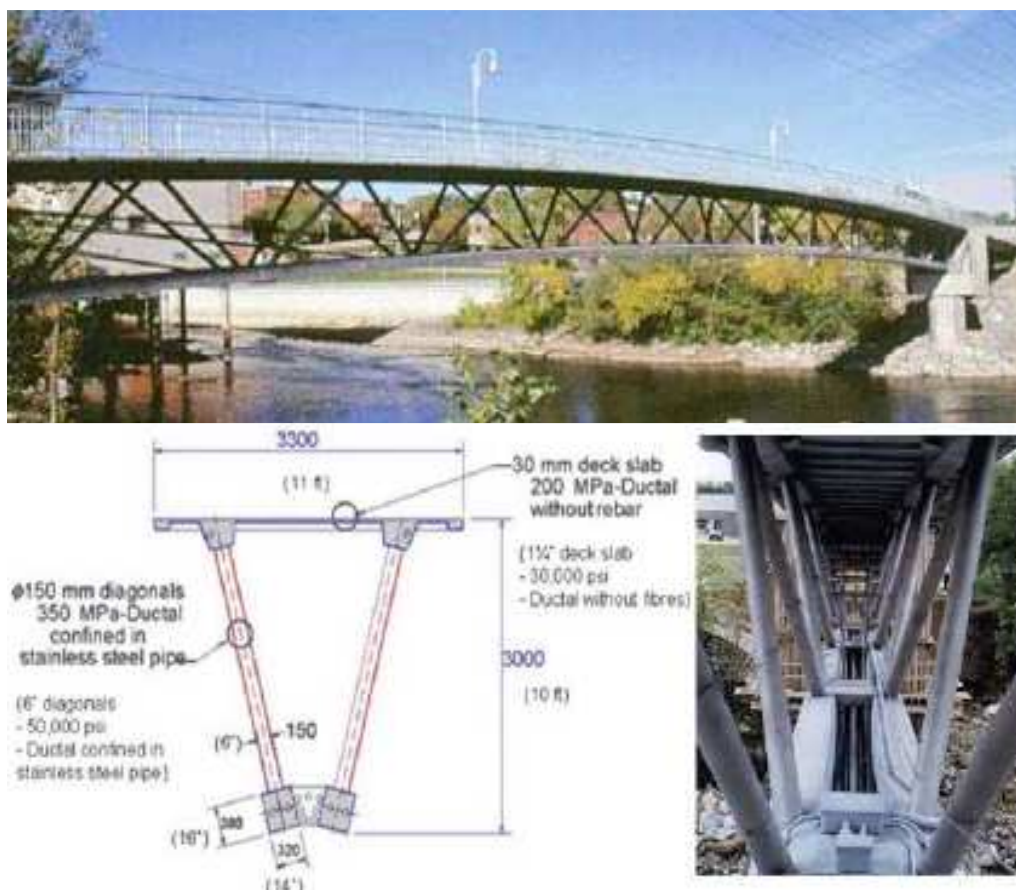 3300
(11 ft)
30 mm deck slab
200 MPa-Ductal
without rebar
(1¼" deck slab
- 30,000 psi
- Ductal without fibres)
ϕ150 mm diagonals
350 MPa-Ductal
confined in
stainless steel pipe
(6" diagonals
- 50,000 psi
- Ductal confined in
stainless steel pipe)
3000
(10 ft)
(6")
150
380
(16")
320
(14")